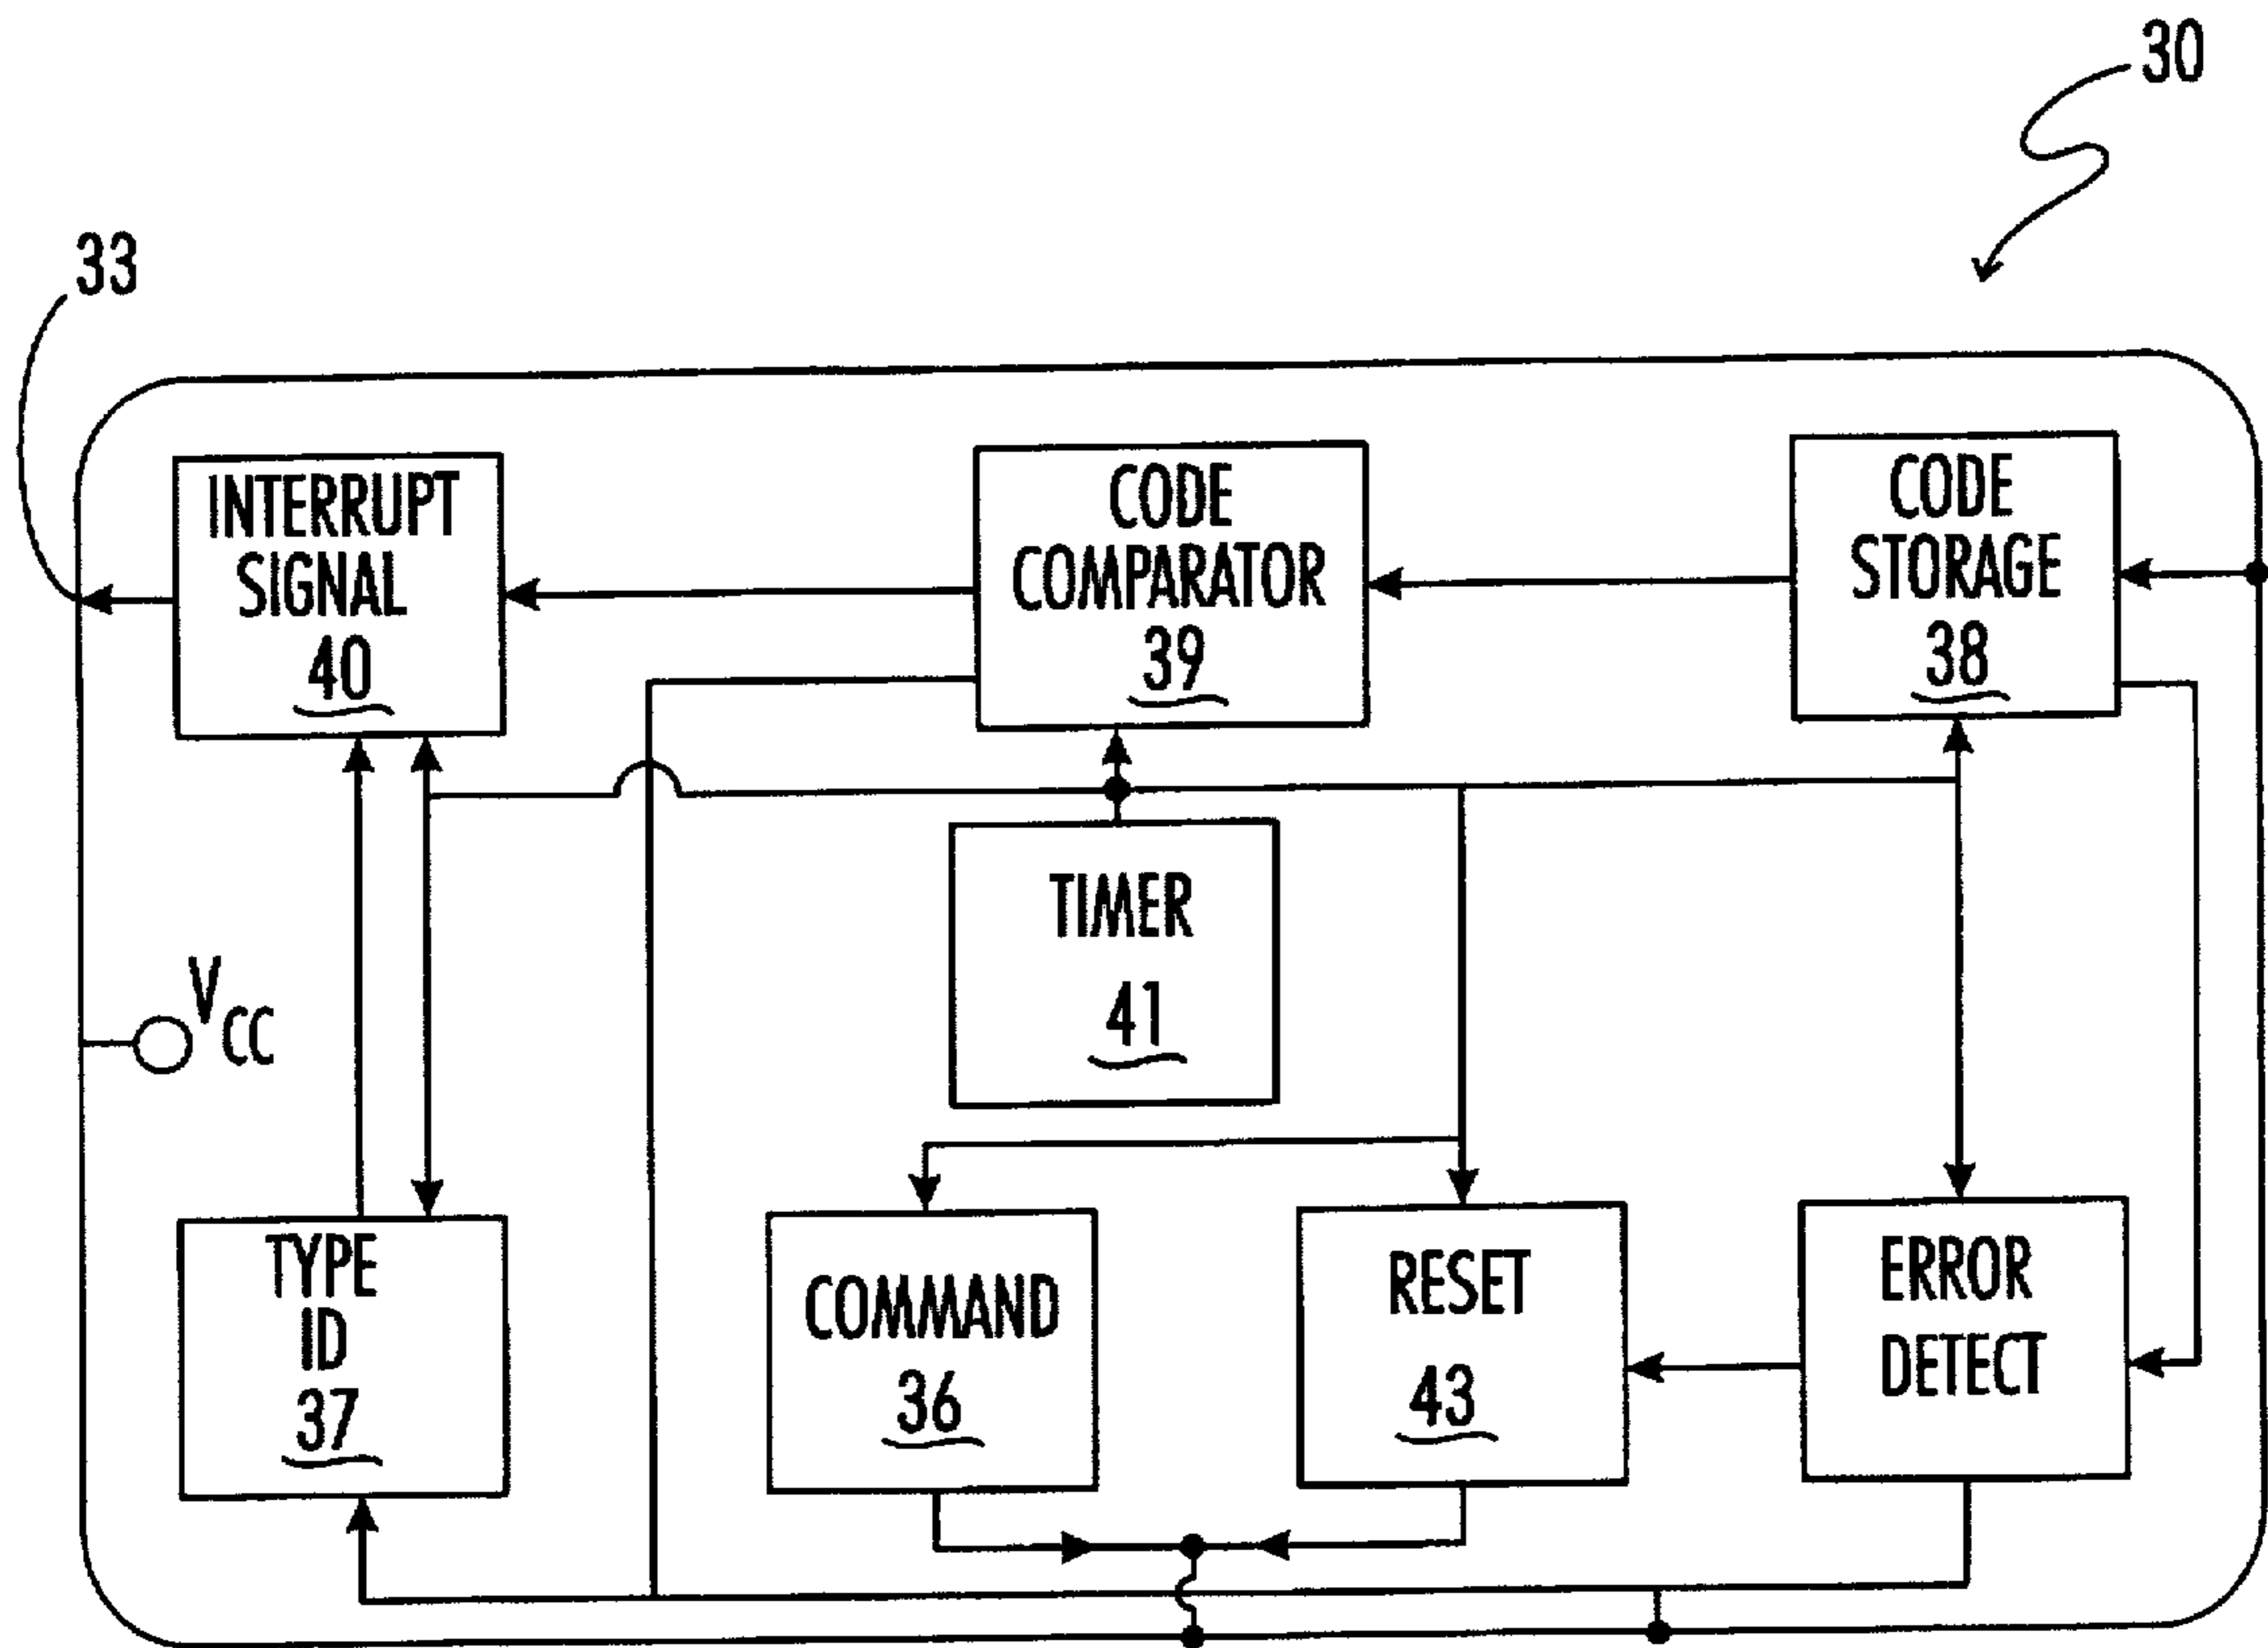 30
33
INTERRUPT
SIGNAL
40
CODE
COMPARATOR
39
CODE
STORAGE
38
TIMER
41
VCC
TYPE
ID
37
COMMAND
36
RESET
43
ERROR
DETECT